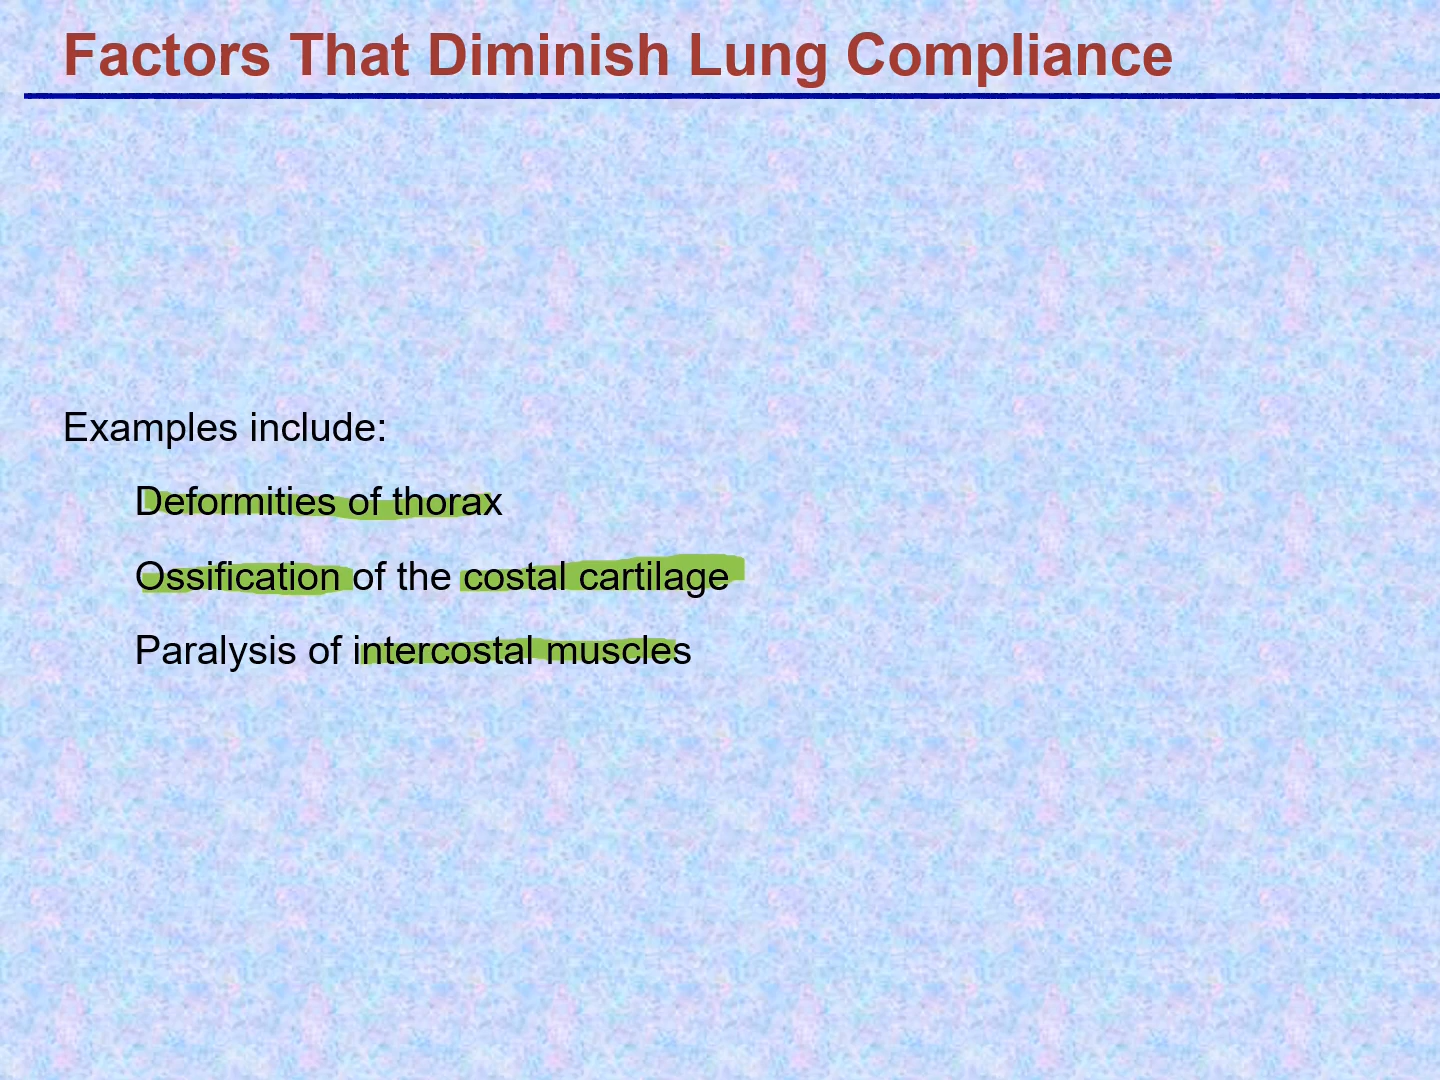 Factors That Diminish Lung Compliance
Examples include:
Deformities of thorax
Ossification of the costal cartilage
Paralysis of intercostal muscles